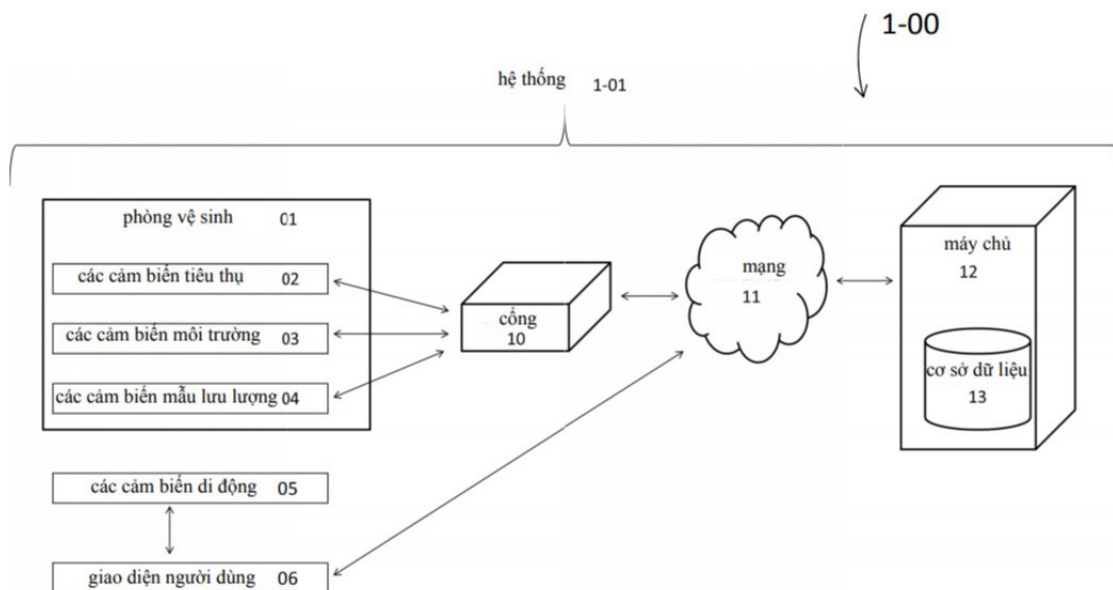 1-00
hệ thống 1-01
phòng vệ sinh 01
các cảm biến tiêu thụ 02
các cảm biến môi trường 03
các cảm biến mẫu lưu lượng 04
cổng
10
mạng
11
máy chủ
12
cơ sở dữ liệu
13
các cảm biến di động 05
giao diện người dùng 06